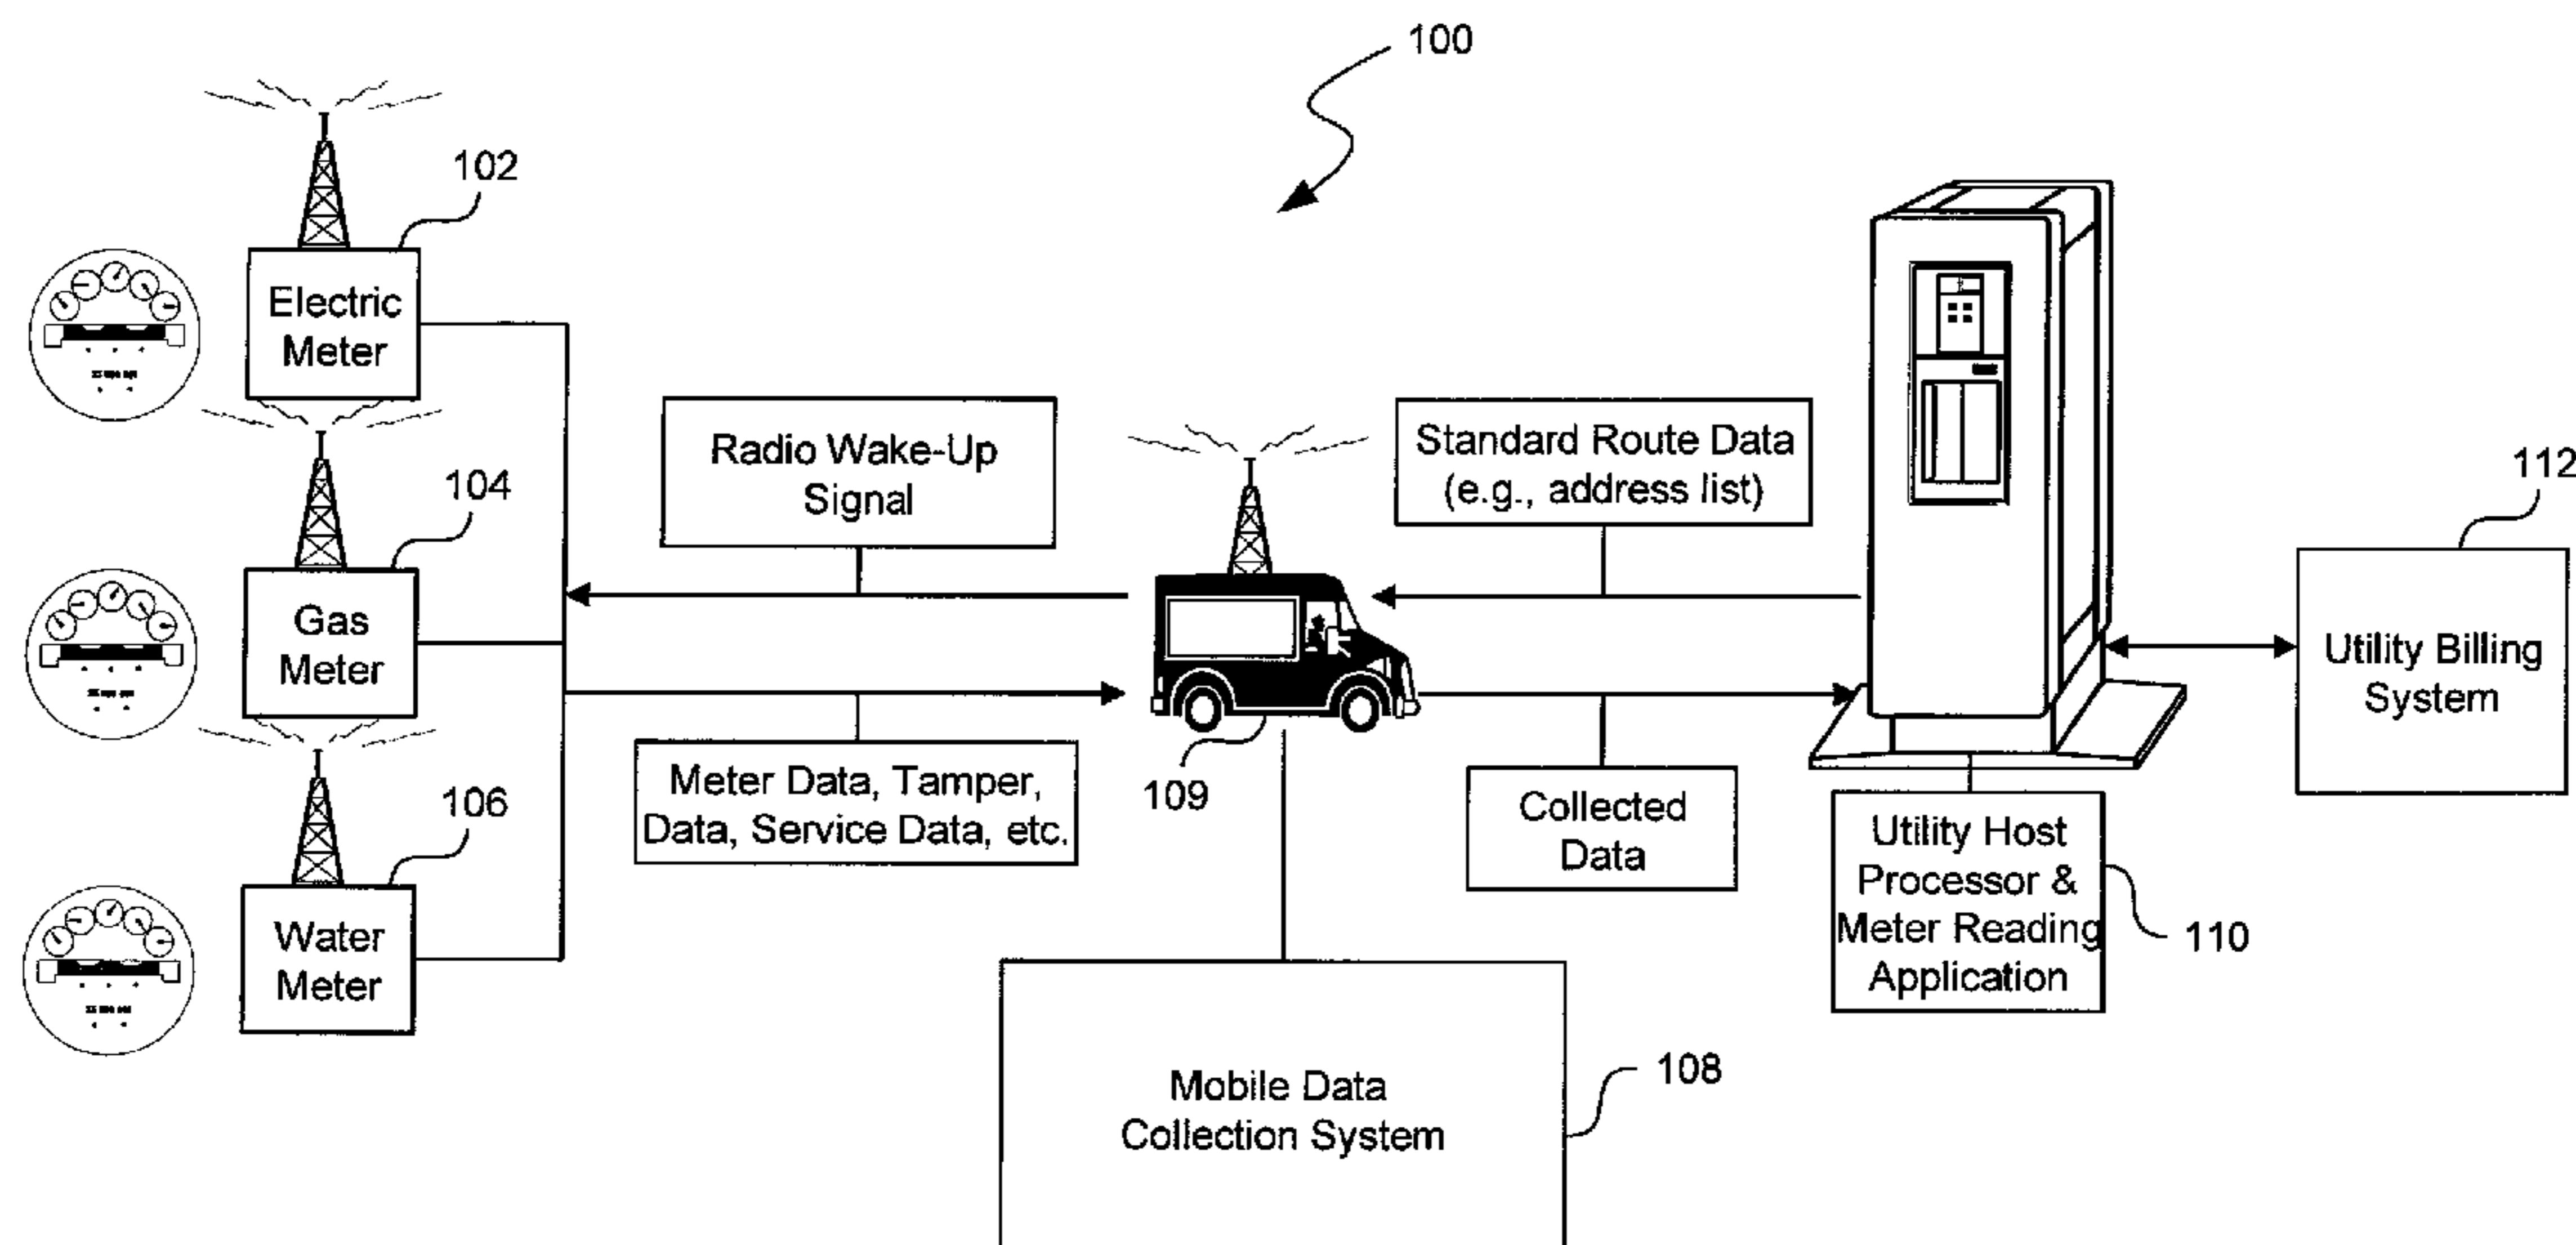 100
102
Electric
Meter
104
Gas
Meter
106
Water
Meter
Radio Wake-Up
Signal
Meter Data, Tamper,
Data, Service Data, etc.
109
Standard Route Data
(e.g., address list)
Collected
Data
Mobile Data
Collection System
108
Utility Host
Processor &
Meter Reading
Application
110
112
Utility Billing
System